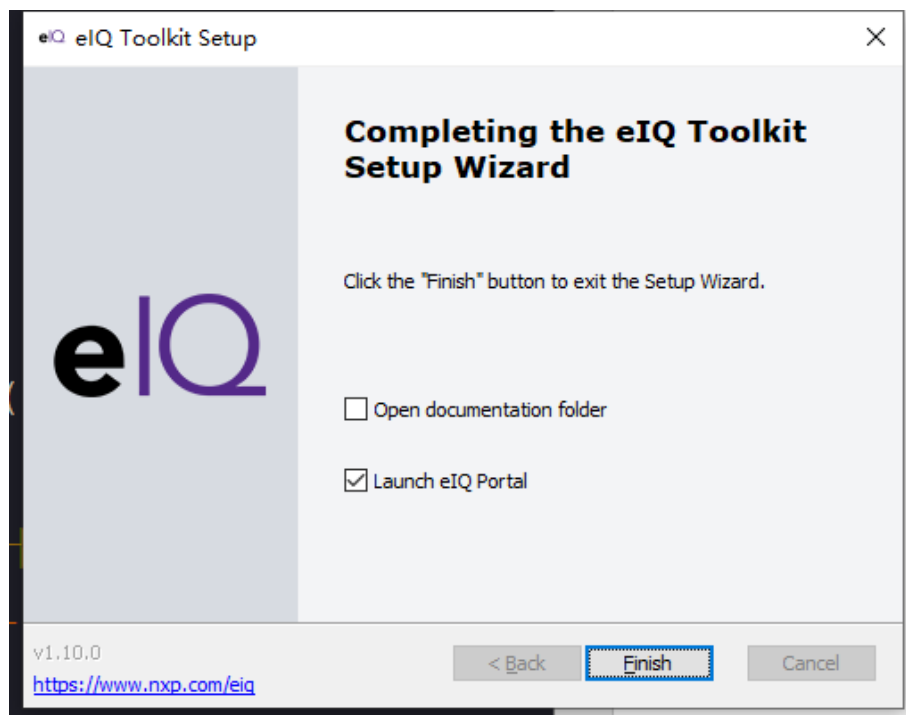 eIQ eIQ Toolkit Setup
Completing the eIQ Toolkit
Setup Wizard
Click the "Finish" button to exit the Setup Wizard.
eIQ
Open documentation folder
Launch eIQ Portal
v1.10.0
< Back Finish Cancel
https://www.nxp.com/eiq